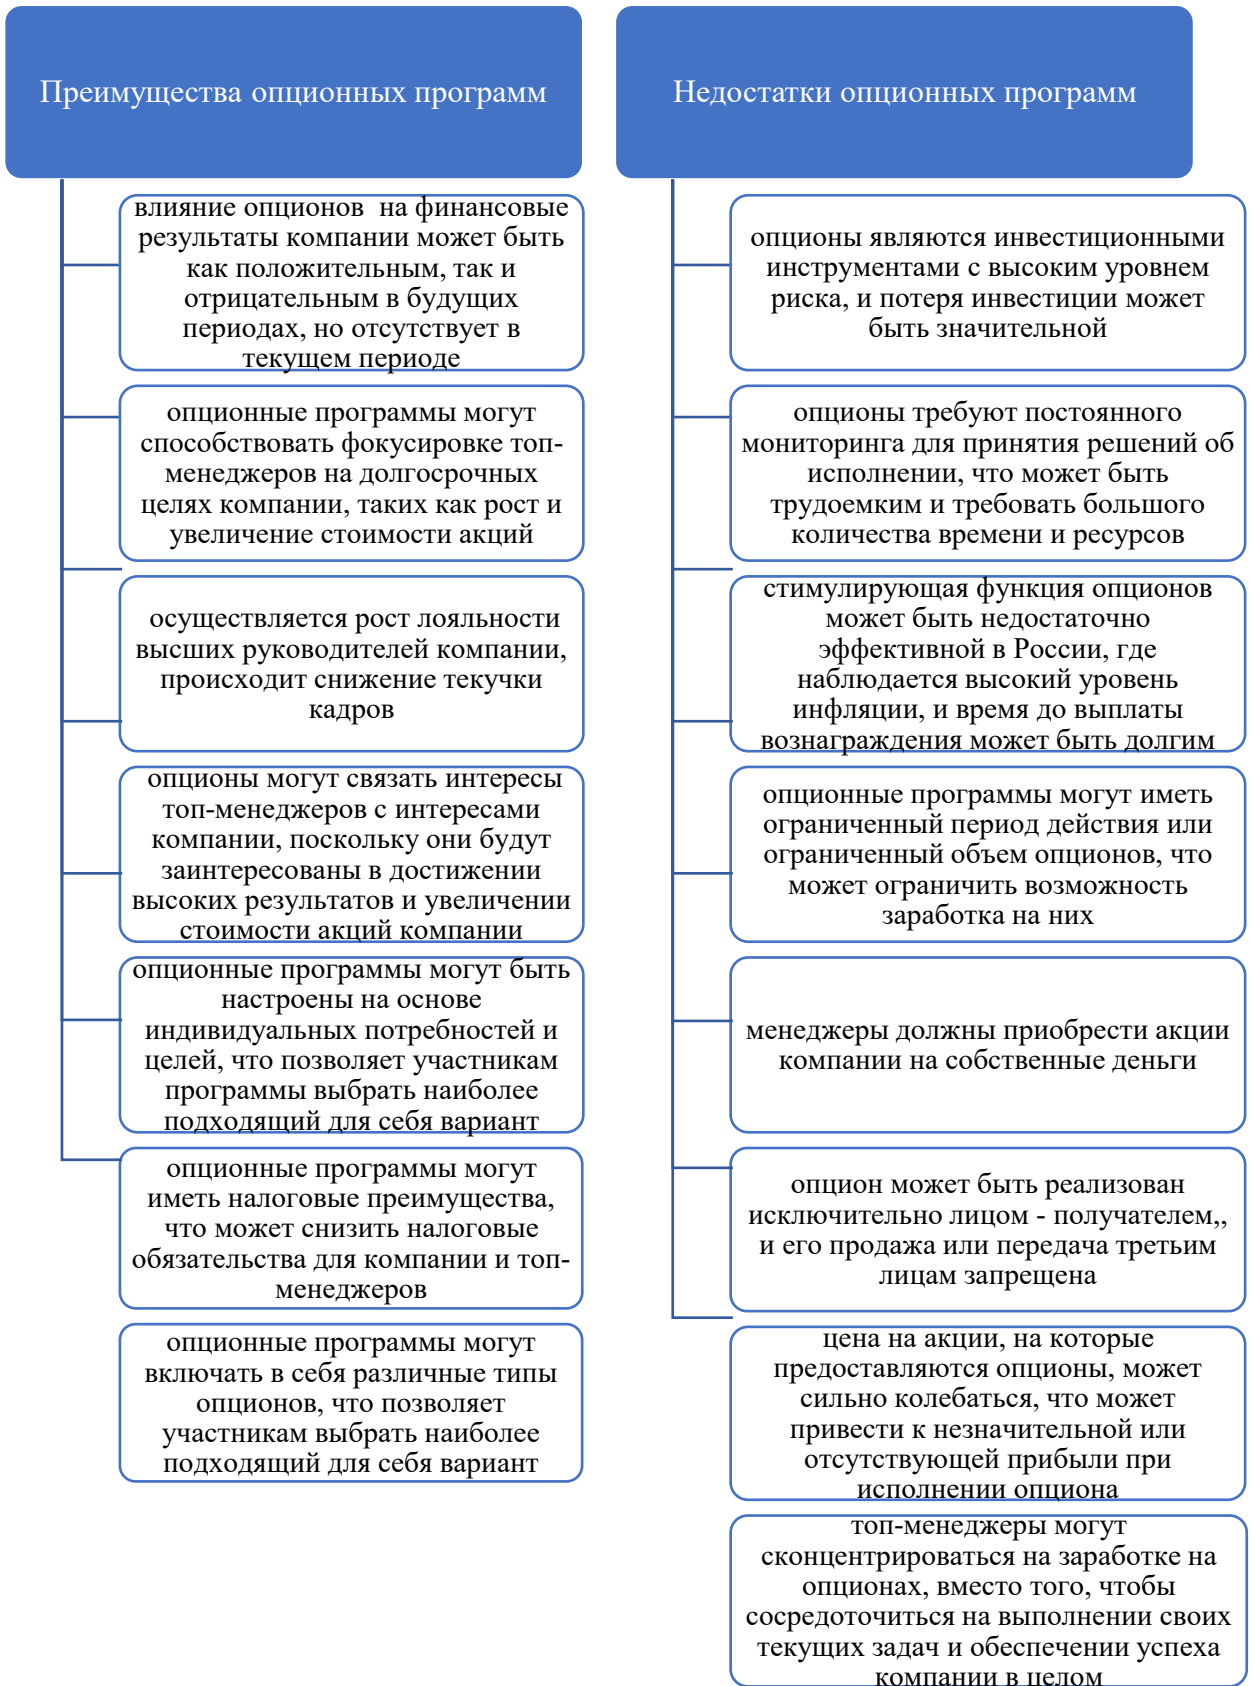 Преимущества опционных программ
влияние опционов  на финансовые
результаты компании может быть
как положительным, так и
отрицательным в будущих
периодах, но отсутствует в
текущем периоде
опционные программы могут
способствовать фокусировке топ-
менеджеров на долгосрочных
целях компании, таких как рост и
увеличение стоимости акций
осуществляется рост лояльности
высших руководителей компании,
происходит снижение текучки
кадров
опционы могут связать интересы
топ-менеджеров с интересами
компании, поскольку они будут
заинтересованы в достижении
высоких результатов и увеличении
стоимости акций компании
опционные программы могут быть
настроены на основе
индивидуальных потребностей и
целей, что позволяет участникам
программы выбрать наиболее
подходящий для себя вариант
опционные программы могут
иметь налоговые преимущества,
что может снизить налоговые
обязательства для компании и топ-
менеджеров
опционные программы могут
включать в себя различные типы
опционов, что позволяет
участникам выбрать наиболее
подходящий для себя вариант
Недостатки опционных программ
опционы являются инвестиционными
инструментами с высоким уровнем
риска, и потеря инвестиции может
быть значительной
опционы требуют постоянного
мониторинга для принятия решений об
исполнении, что может быть
трудоемким и требовать большого
количества времени и ресурсов
стимулирующая функция опционов
может быть недостаточно
эффективной в России, где
наблюдается высокий уровень
инфляции, и время до выплаты
вознаграждения может быть долгим
опционные программы могут иметь
ограниченный период действия или
ограниченный объем опционов, что
может ограничить возможность
заработка на них
менеджеры должны приобрести акции
компании на собственные деньги
опцион может быть реализован
исключительно лицом - получателем,,
и его продажа или передача третьим
лицам запрещена
цена на акции, на которые
предоставляются опционы, может
сильно колебаться, что может
привести к незначительной или
отсутствующей прибыли при
исполнении опциона
топ-менеджеры могут
сконцентрироваться на заработке на
опционах, вместо того, чтобы
сосредоточиться на выполнении своих
текущих задач и обеспечении успеха
компании в целом